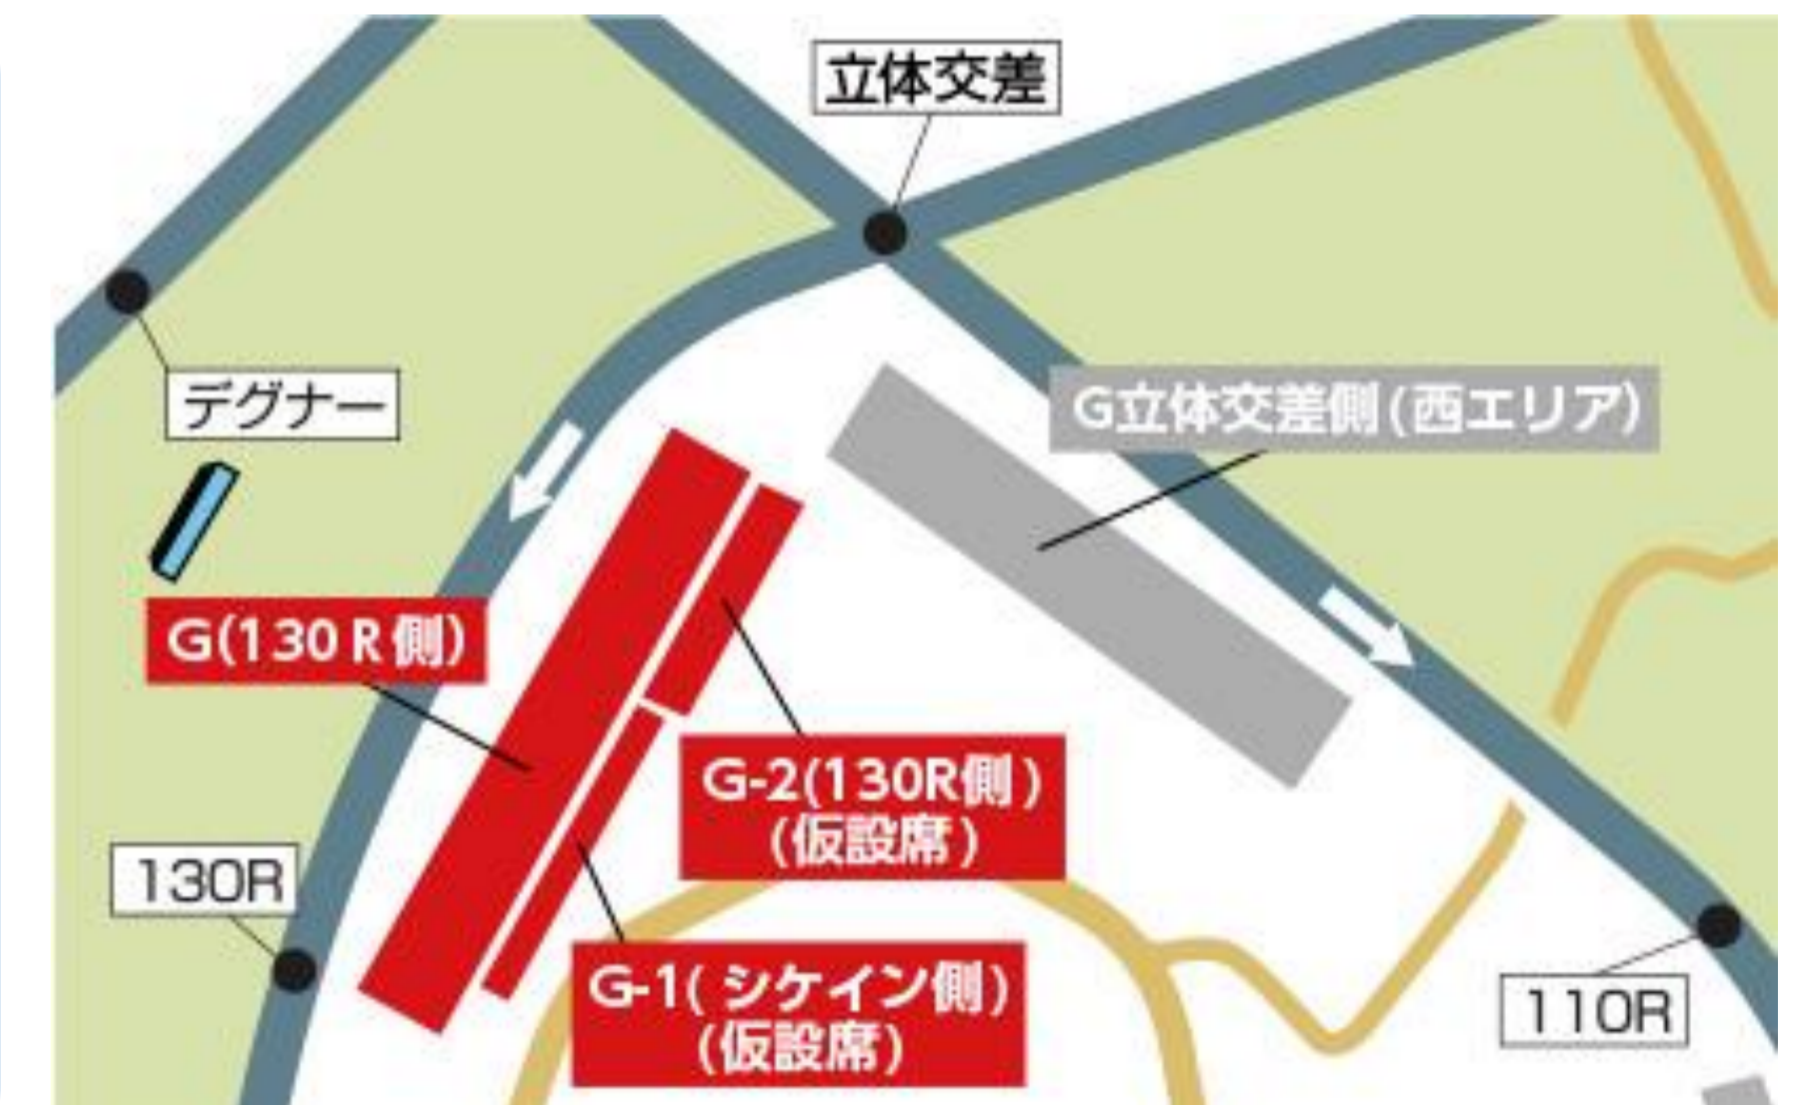 立体交差
デグナー
G立体交差側(西エリア)
G(130R側)
G-2(130R側)
(仮設席)
130R
G-1(シケイン側)
(仮設席)
110R